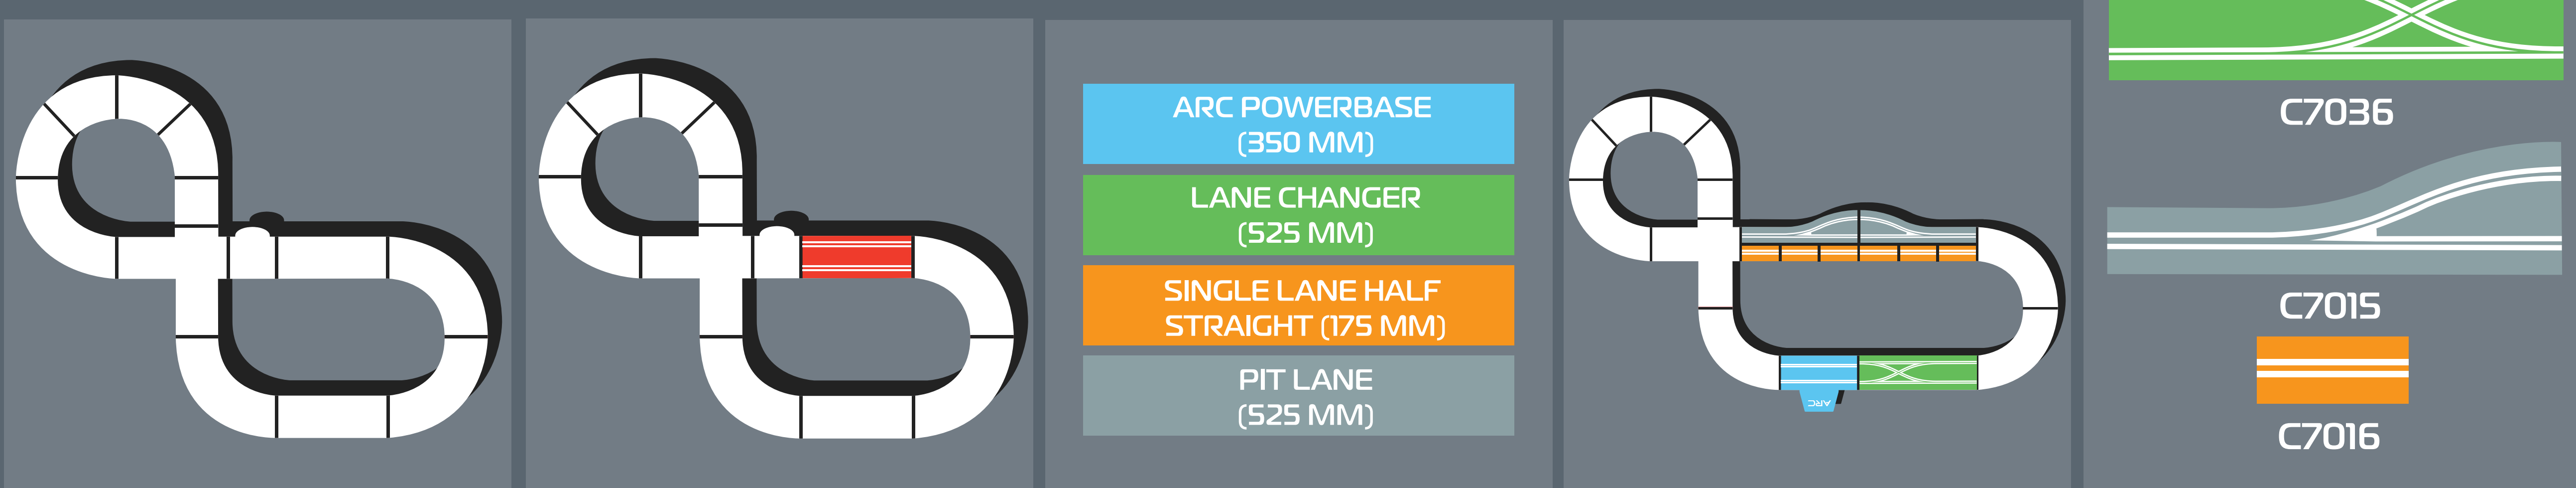 ARC POWERBASE
(350 MM)
LANE CHANGER
(525 MM)
SINGLE LANE HALF
STRAIGHT (175 MM)
PIT LANE
(525 MM)
ARC
C7036
C7015
C7016